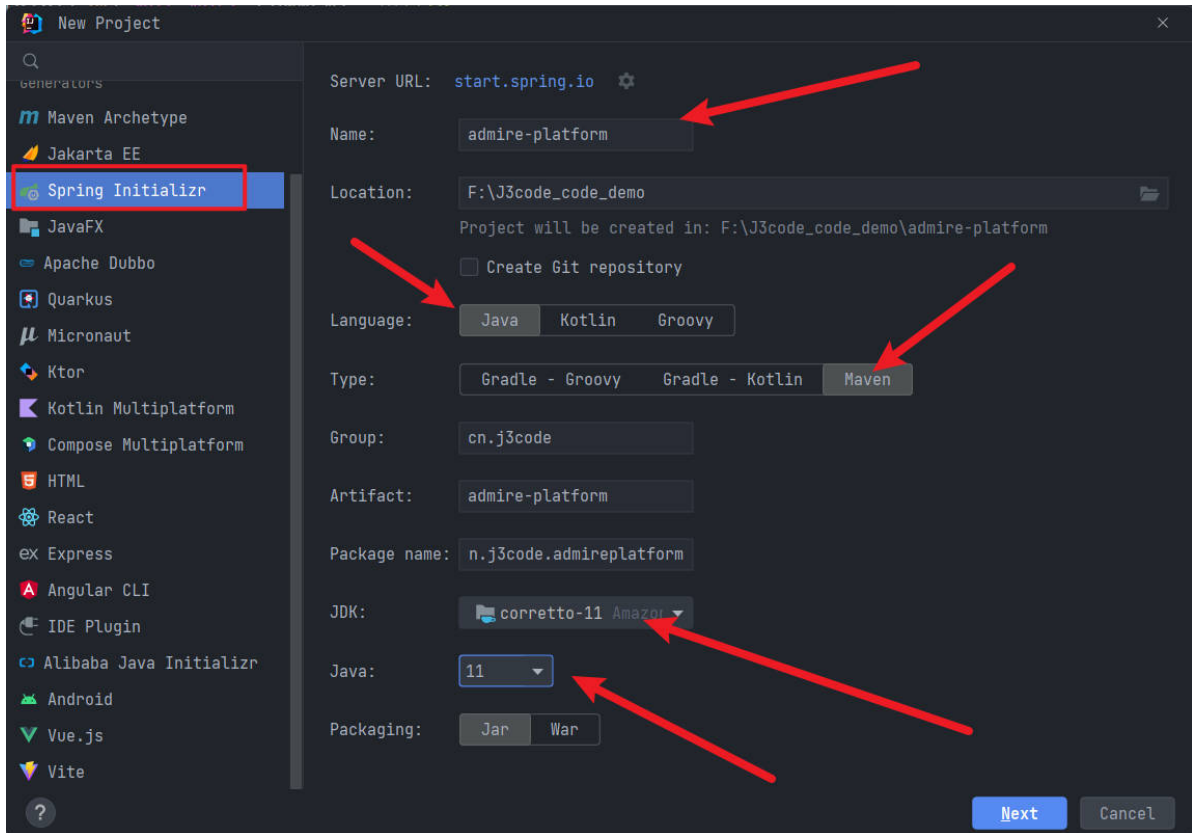 New Project
Generators
Maven Archetype
Jakarta EE
Spring Initializr
JavaFX
Apache Dubbo
Quarkus
Micronaut
Ktor
Kotlin Multiplatform
Compose Multiplatform
HTML
React
ex Express
Angular CLI
IDE Plugin
Alibaba Java Initializr
Android
Vue.js
Vite
?
Server URL: start.spring.io
Name: admire-platform
Location: F:\J3code_code_demo
Project will be created in: F:\J3code_code_demo\admire-platform
Create Git repository
Language: Java Kotlin Groovy
Type: Gradle - Groovy Gradle - Kotlin Maven
Group: cn.j3code
Artifact: admire-platform
Package name: n.j3code.admireplatform
JDK: corretto-11
Java: 11
Packaging: Jar War
Next Cancel